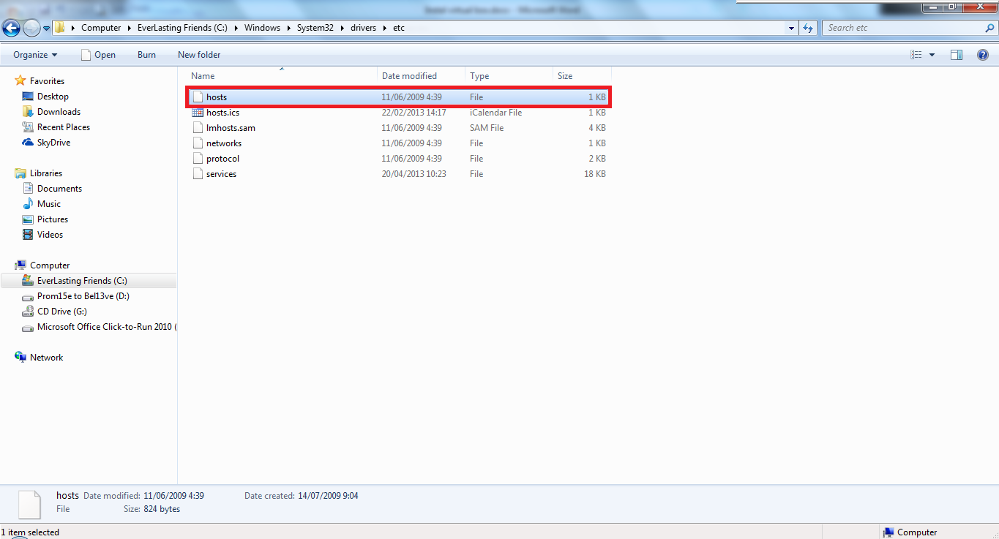 Computer EverLasting Friends (C:) Windows System32 drivers etc Search etc
Organize Open Burn New folder
Name Date modified Type Size
hosts 11/06/2009 4:39 File 1 KB
hosts.ics 22/02/2013 14:17 iCalendar File 1 KB
lmhosts.sam 11/06/2009 4:39 SAM File 4 KB
networks 11/06/2009 4:39 File 1 KB
protocol 11/06/2009 4:39 File 2 KB
services 20/04/2013 10:23 File 18 KB
Favorites
Desktop
Downloads
Recent Places
SkyDrive
Libraries
Documents
Music
Pictures
Videos
Computer
EverLasting Friends (C:)
Prom15e to Bel13ve (D:)
CD Drive (G:)
Microsoft Office Click-to-Run 2010 (
Network
hosts Date modified: 11/06/2009 4:39 Date created: 14/07/2009 9:04
File Size: 824 bytes
1 item selected Computer